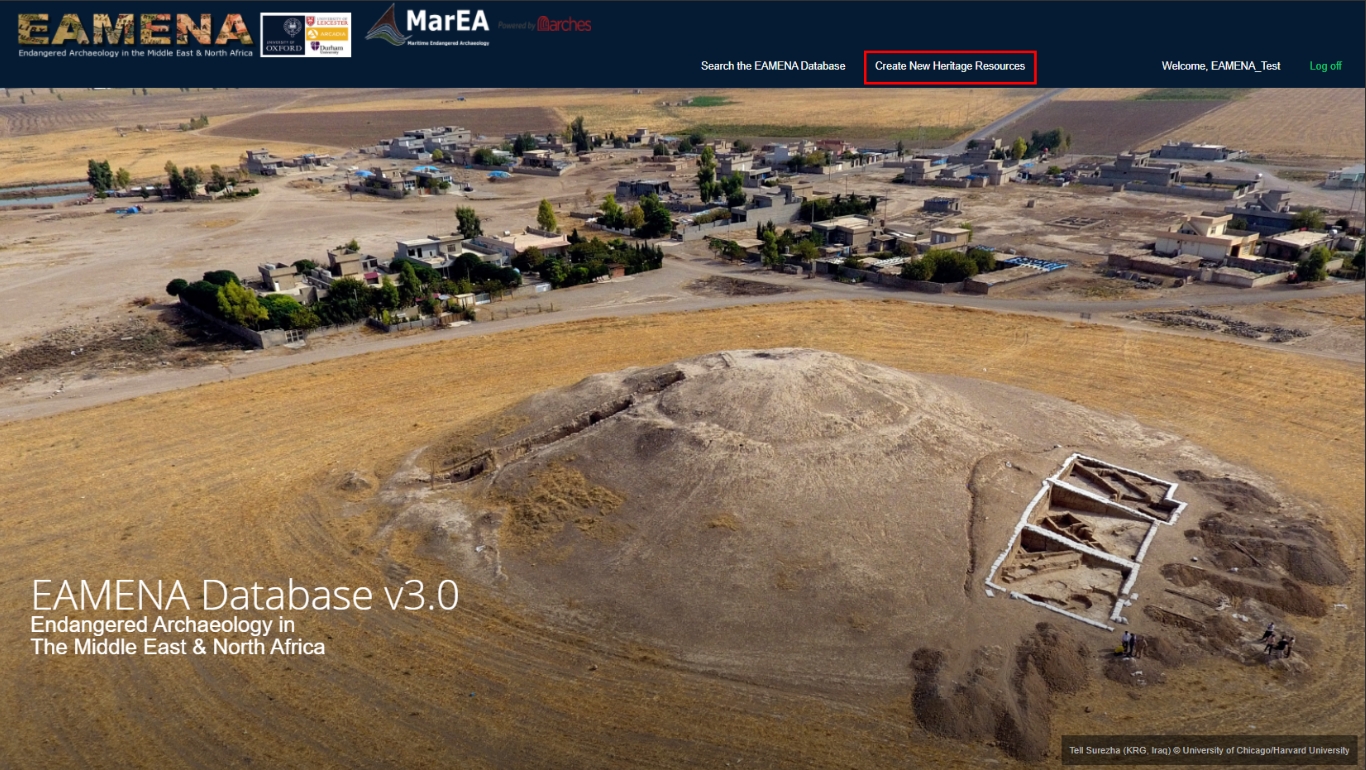 EAMENA
Endangered Archaeology in the Middle East & North Africa
UNIVERSITY OF
OXFORD
UNIVERSITY OF
LEICESTER
ARCADIA
Durham
University
MarEA
Maritime Endangered Archaeology
Powered by arches
Search the EAMENA Database
Create New Heritage Resources
Welcome, EAMENA_Test
Log off
EAMENA Database v3.0
Endangered Archaeology in
The Middle East & North Africa
Tell Surezha (KRG, Iraq) © University of Chicago/Harvard University